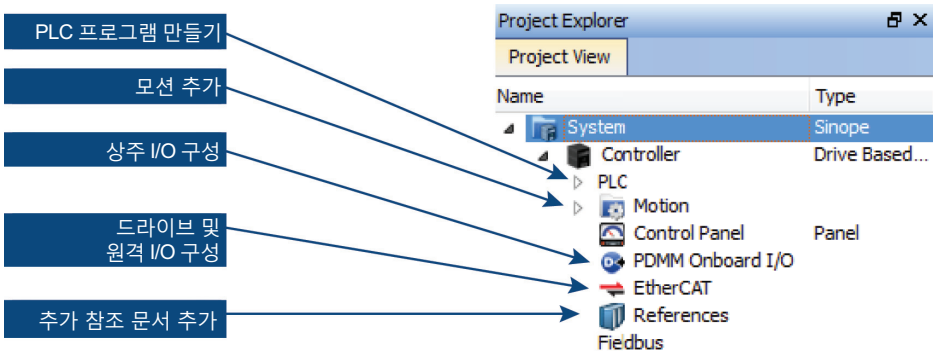 PLC 프로그램 만들기
모션 추가
상주 I/O 구성
드라이브 및
원격 I/O 구성
추가 참조 문서 추가
Project Explorer
Project View
Name Type
System Sinope
Controller Drive Based...
PLC
Motion
Control Panel Panel
PDMM Onboard I/O
EtherCAT
References
Fieldbus